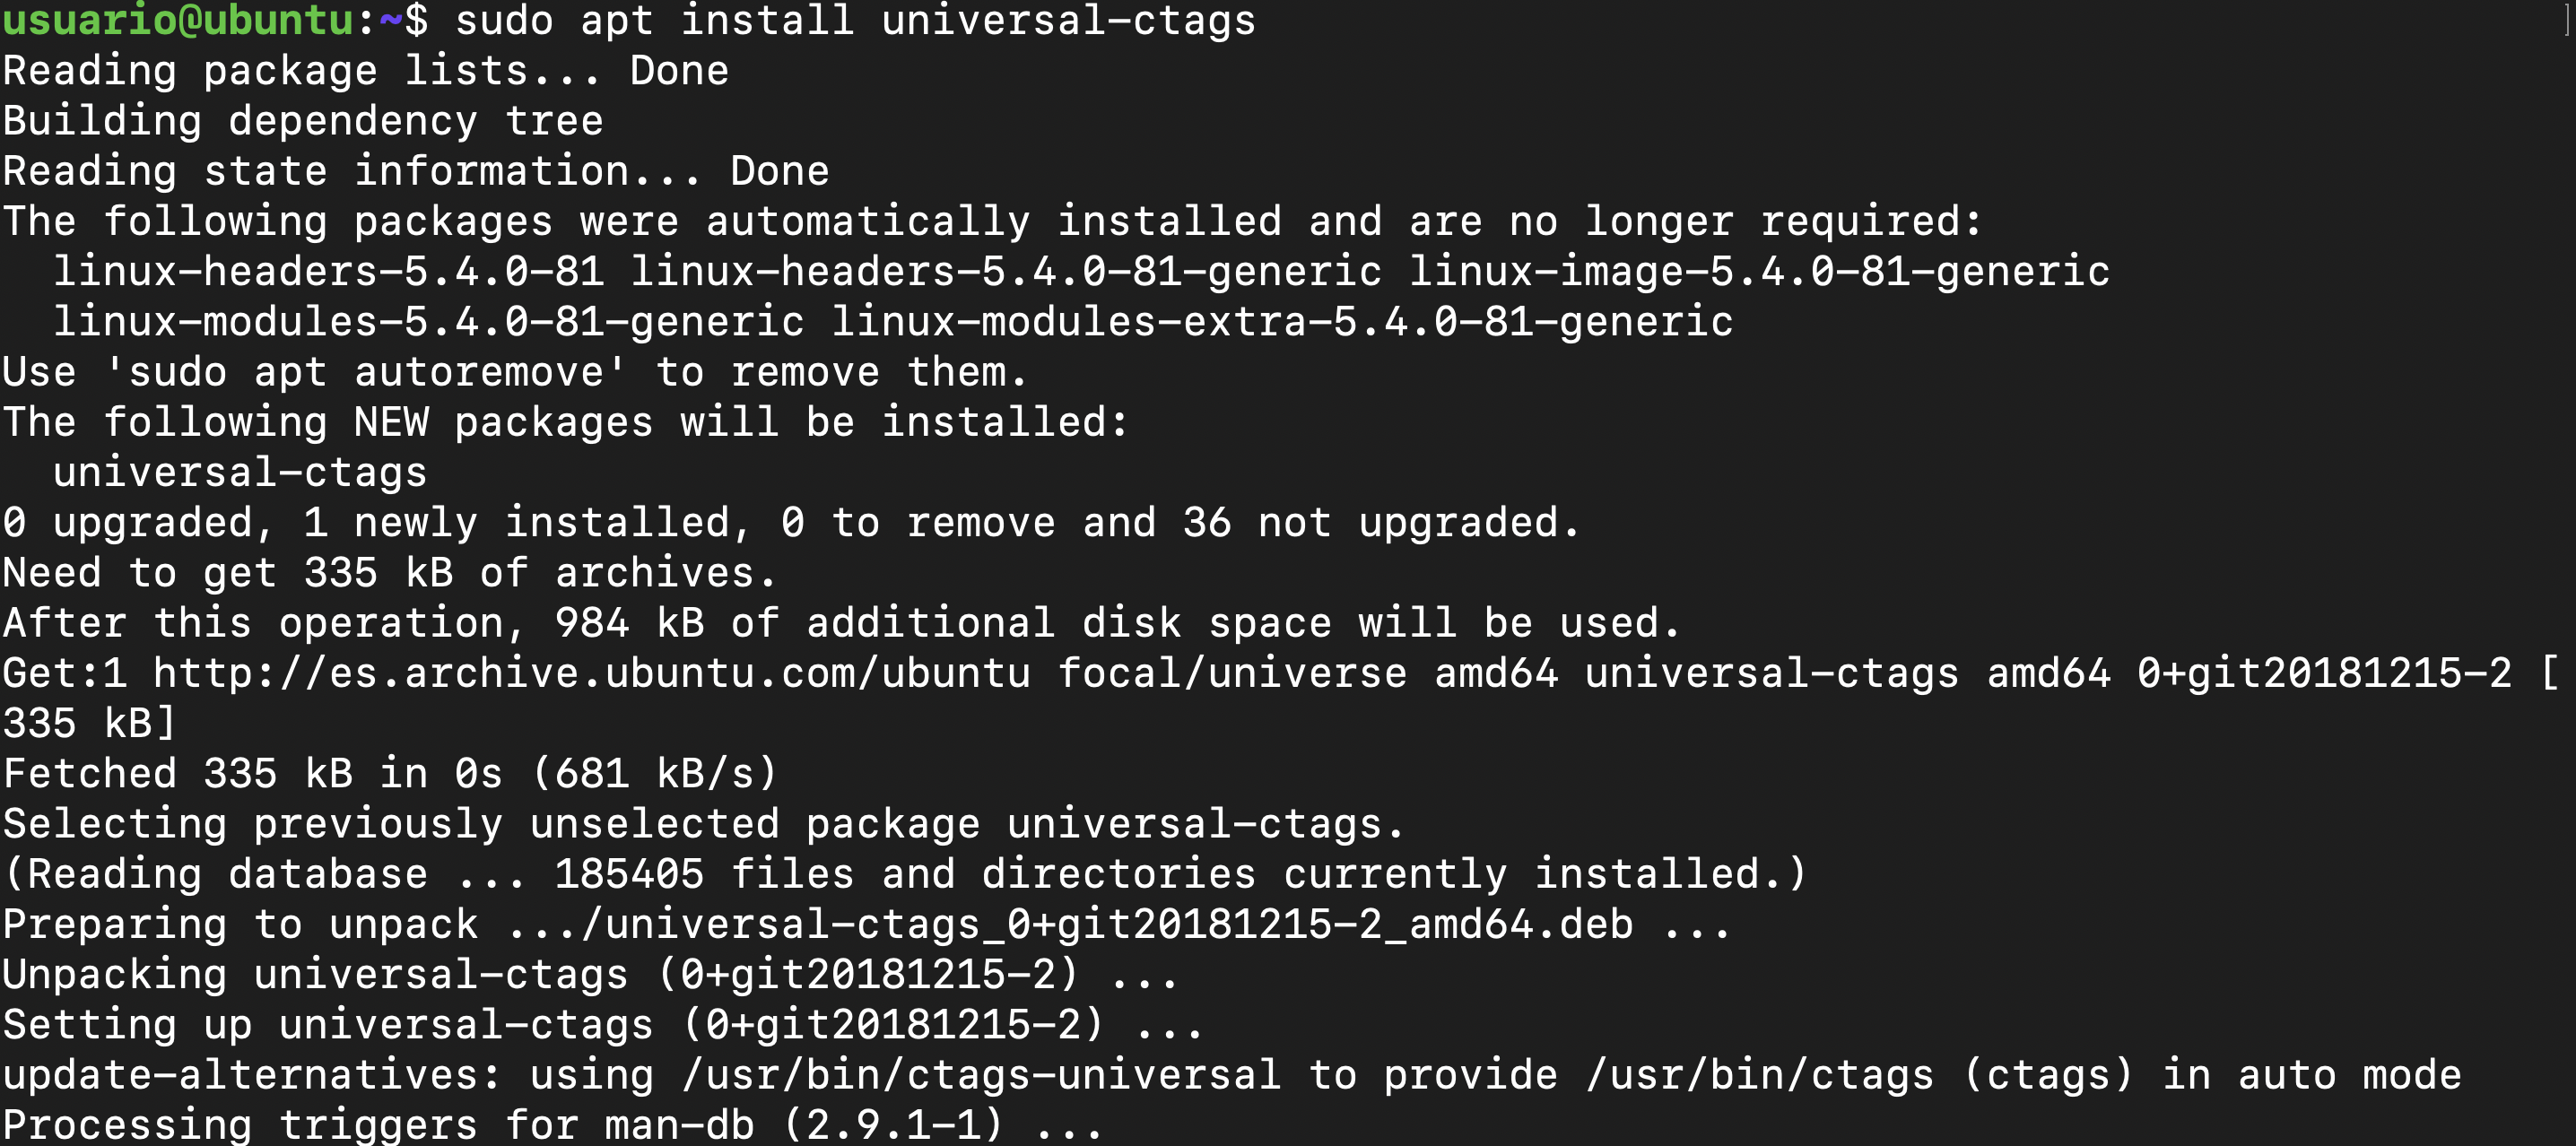 usuario@ubuntu:~$ sudo apt install universal-ctags ]
Reading package lists... Done
Building dependency tree
Reading state information... Done
The following packages were automatically installed and are no longer required:
  linux-headers-5.4.0-81 linux-headers-5.4.0-81-generic linux-image-5.4.0-81-generic
  linux-modules-5.4.0-81-generic linux-modules-extra-5.4.0-81-generic
Use 'sudo apt autoremove' to remove them.
The following NEW packages will be installed:
  universal-ctags
0 upgraded, 1 newly installed, 0 to remove and 36 not upgraded.
Need to get 335 kB of archives.
After this operation, 984 kB of additional disk space will be used.
Get:1 http://es.archive.ubuntu.com/ubuntu focal/universe amd64 universal-ctags amd64 0+git20181215-2 [
335 kB]
Fetched 335 kB in 0s (681 kB/s)
Selecting previously unselected package universal-ctags.
(Reading database ... 185405 files and directories currently installed.)
Preparing to unpack .../universal-ctags_0+git20181215-2_amd64.deb ...
Unpacking universal-ctags (0+git20181215-2) ...
Setting up universal-ctags (0+git20181215-2) ...
update-alternatives: using /usr/bin/ctags-universal to provide /usr/bin/ctags (ctags) in auto mode
Processing triggers for man-db (2.9.1-1) ...